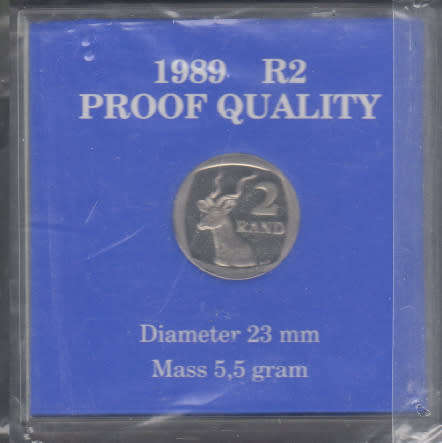 1989 R2
PROOF QUALITY
2
RAND
Diameter 23 mm
Mass 5,5 gram